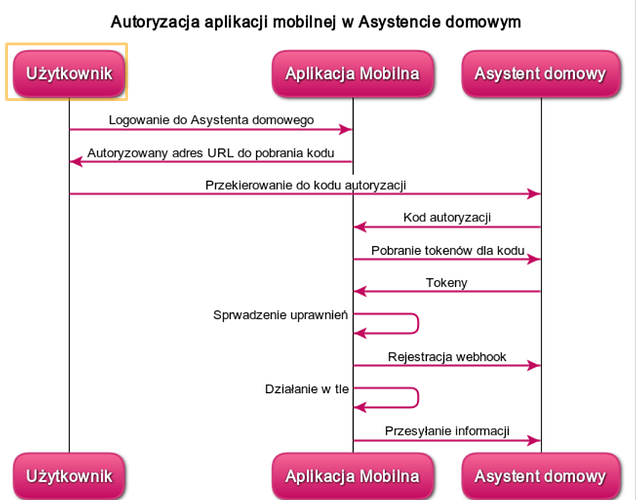 Autoryzacja aplikacji mobilnej w Asystencie domowym
Użytkownik
Aplikacja Mobilna
Asystent domowy
Logowanie do Asystenta domowego
Autoryzowany adres URL do pobrania kodu
Przekierowanie do kodu autoryzacji
Kod autoryzacji
Pobranie tokenów dla kodu
Tokeny
Sprwadzenie uprawnień
Rejestracja webhook
Działanie w tle
Przesyłanie informacji
Użytkownik
Aplikacja Mobilna
Asystent domowy